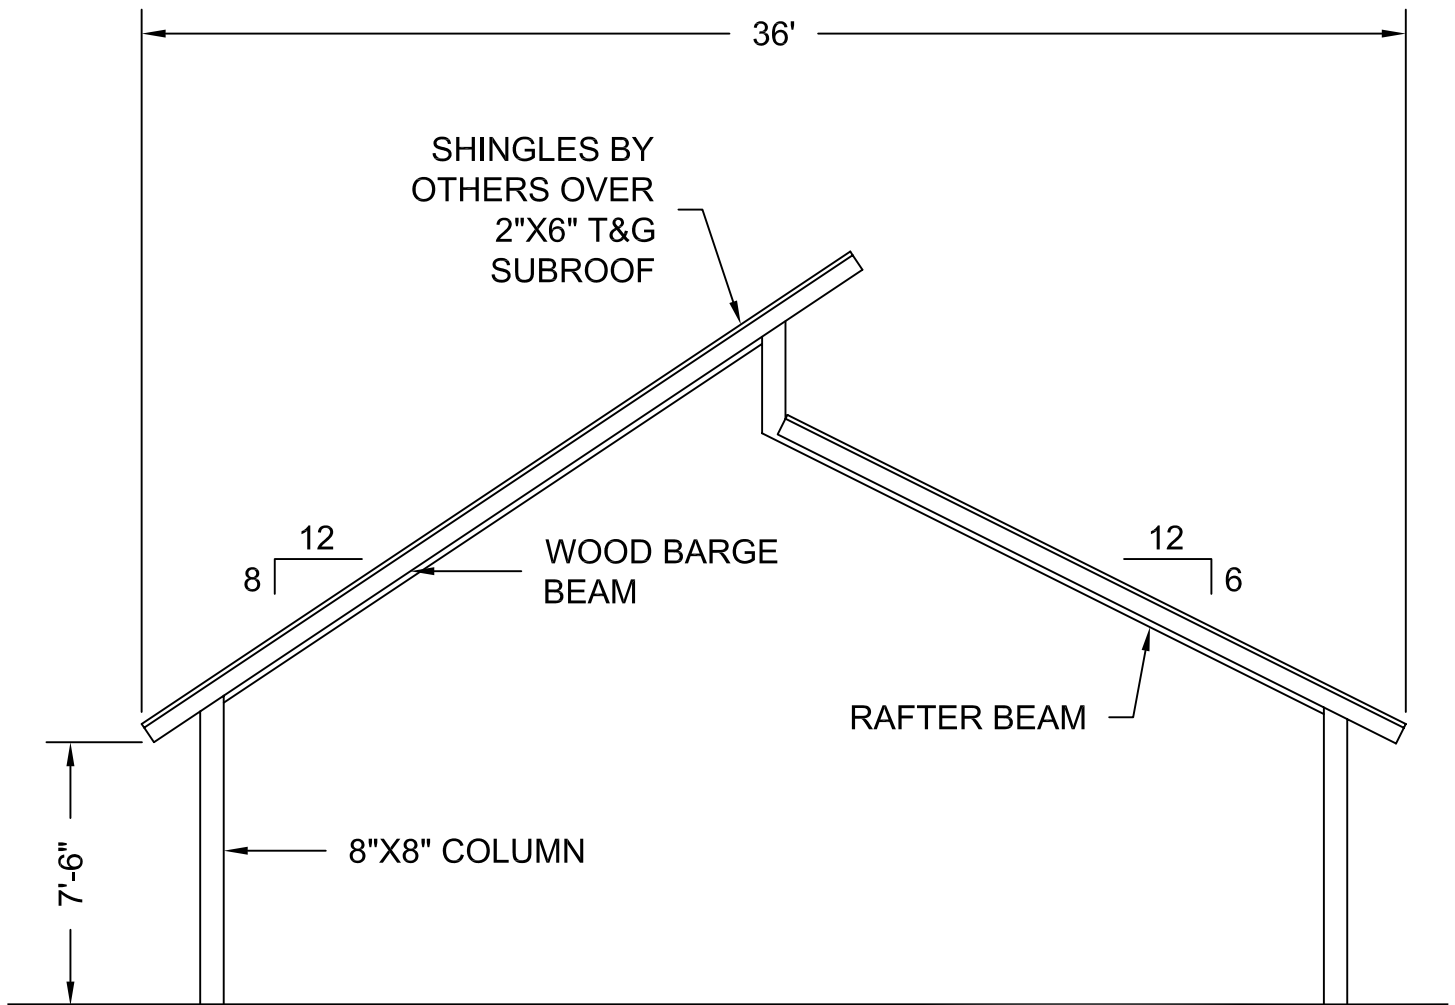 36'
SHINGLES BY
OTHERS OVER
2"X6" T&G
SUBROOF
12
8
WOOD BARGE
BEAM
12
6
RAFTER BEAM
8"X8" COLUMN
7'-6"